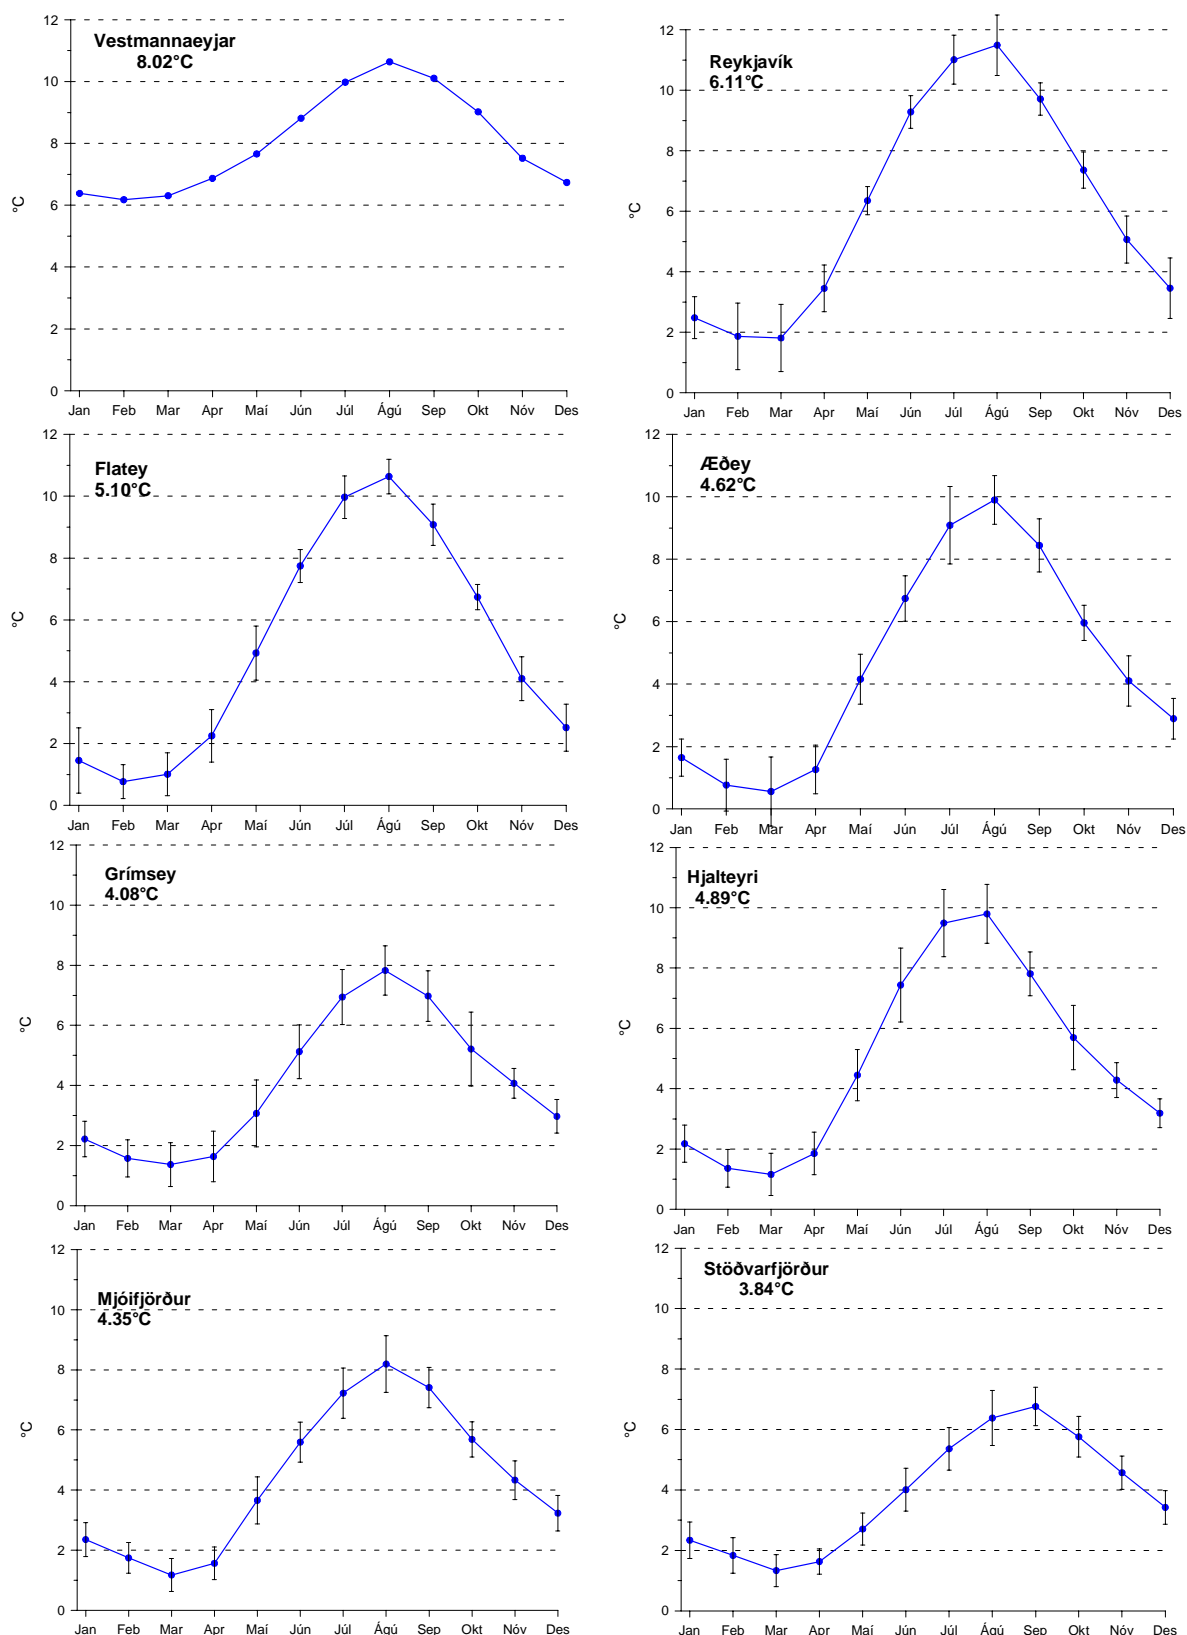 Vestmannaeyjar
8.02°C
°C
12
10
8
6
4
2
0
Jan Feb Mar Apr Maí Jún Júl Ágú Sep Okt Nóv Des
Reykjavík
6.11°C
°C
12
10
8
6
4
2
0
Jan Feb Mar Apr Maí Jún Júl Ágú Sep Okt Nóv Des
Flatey
5.10°C
°C
12
10
8
6
4
2
0
Jan Feb Mar Apr Maí Jún Júl Ágú Sep Okt Nóv Des
Æðey
4.62°C
°C
12
10
8
6
4
2
0
Jan Feb Mar Apr Maí Jún Júl Ágú Sep Okt Nóv Des
Grímsey
4.08°C
°C
12
10
8
6
4
2
0
Jan Feb Mar Apr Maí Jún Júl Ágú Sep Okt Nóv Des
Hjalteyri
4.89°C
°C
12
10
8
6
4
2
0
Jan Feb Mar Apr Maí Jún Júl Ágú Sep Okt Nóv Des
Mjóifjörður
4.35°C
°C
12
10
8
6
4
2
0
Jan Feb Mar Apr Maí Jún Júl Ágú Sep Okt Nóv Des
Stöðvarfjörður
3.84°C
°C
12
10
8
6
4
2
0
Jan Feb Mar Apr Maí Jún Júl Ágú Sep Okt Nóv Des